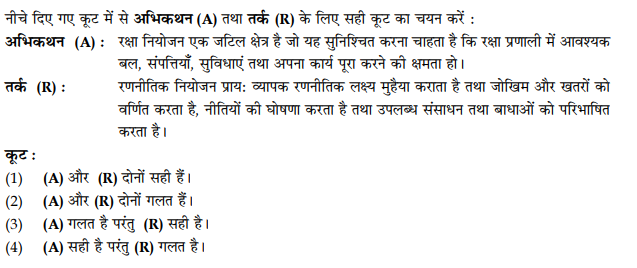 नीचे दिए गए कूट में से अभिकथन (A) तथा तर्क (R) के लिए सही कूट का चयन करें :
अभिकथन (A) : रक्षा नियोजन एक जटिल क्षेत्र है जो यह सुनिश्चित करना चाहता है कि रक्षा प्रणाली में आवश्यक
बल, संपत्तियाँ, सुविधाएं तथा अपना कार्य पूरा करने की क्षमता हो।
तर्क (R) : रणनीतिक नियोजन प्राय: व्यापक रणनीतिक लक्ष्य मुहैया कराता है तथा जोखिम और खतरों को
वर्णित करता है, नीतियों की घोषणा करता है तथा उपलब्ध संसाधन तथा बाधाओं को परिभाषित
करता है।
कूट :
(1) (A) और (R) दोनों सही हैं।
(2) (A) और (R) दोनों गलत हैं।
(3) (A) गलत है परंतु (R) सही है।
(4) (A) सही है परंतु (R) गलत है।